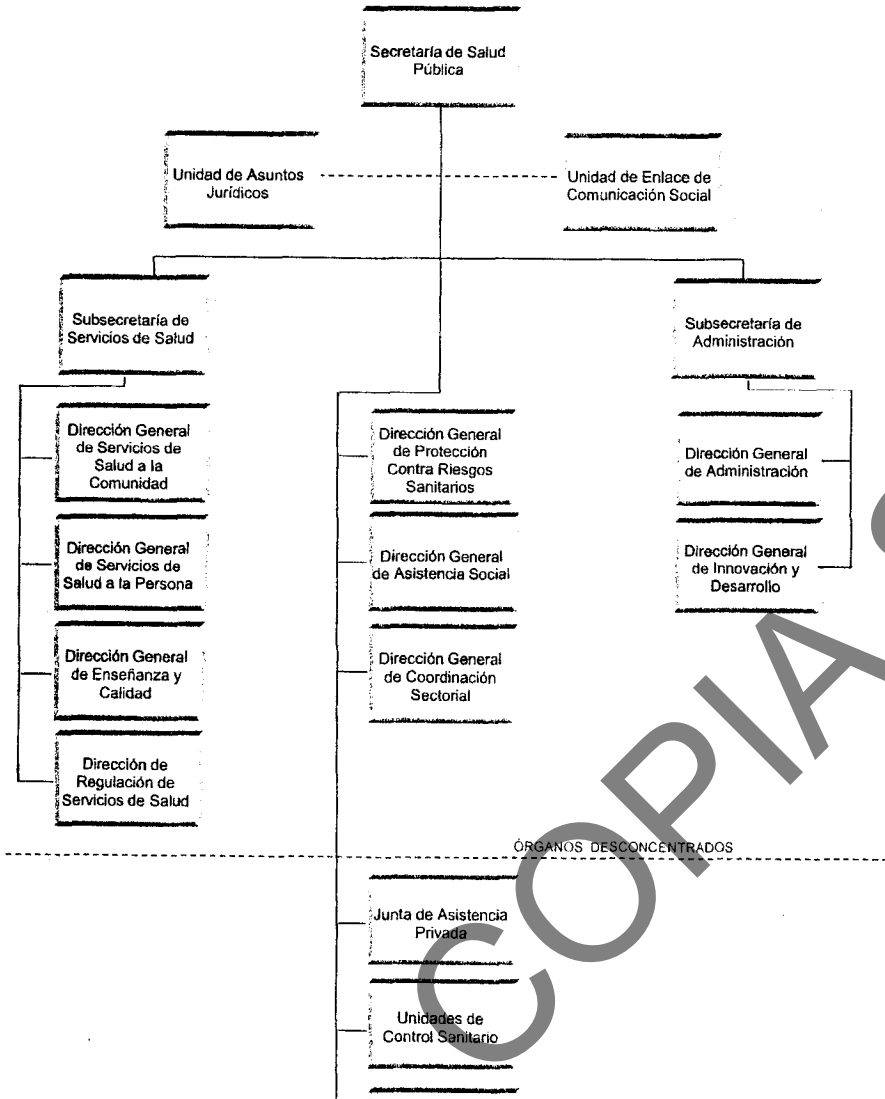 Secretaría de Salud
Pública
Unidad de Asuntos
Jurídicos
Unidad de Enlace de
Comunicación Social
Subsecretaría de
Servicios de Salud
Subsecretaría de
Administración
Dirección General
de Servicios de
Salud a la
Comunidad
Dirección General
de Servicios de
Salud a la Persona
Dirección General
de Enseñanza y
Calidad
Dirección de
Regulación de
Servicios de Salud
Dirección General
de Protección
Contra Riesgos
Sanitarios
Dirección General
de Asistencia Social
Dirección General
de Coordinación
Sectorial
Dirección General
de Administración
Dirección General
de Innovación y
Desarrollo
ÓRGANOS DESCONCENTRADOS
Junta de Asistencia
Privada
Unidades de
Control Sanitario
COPIA